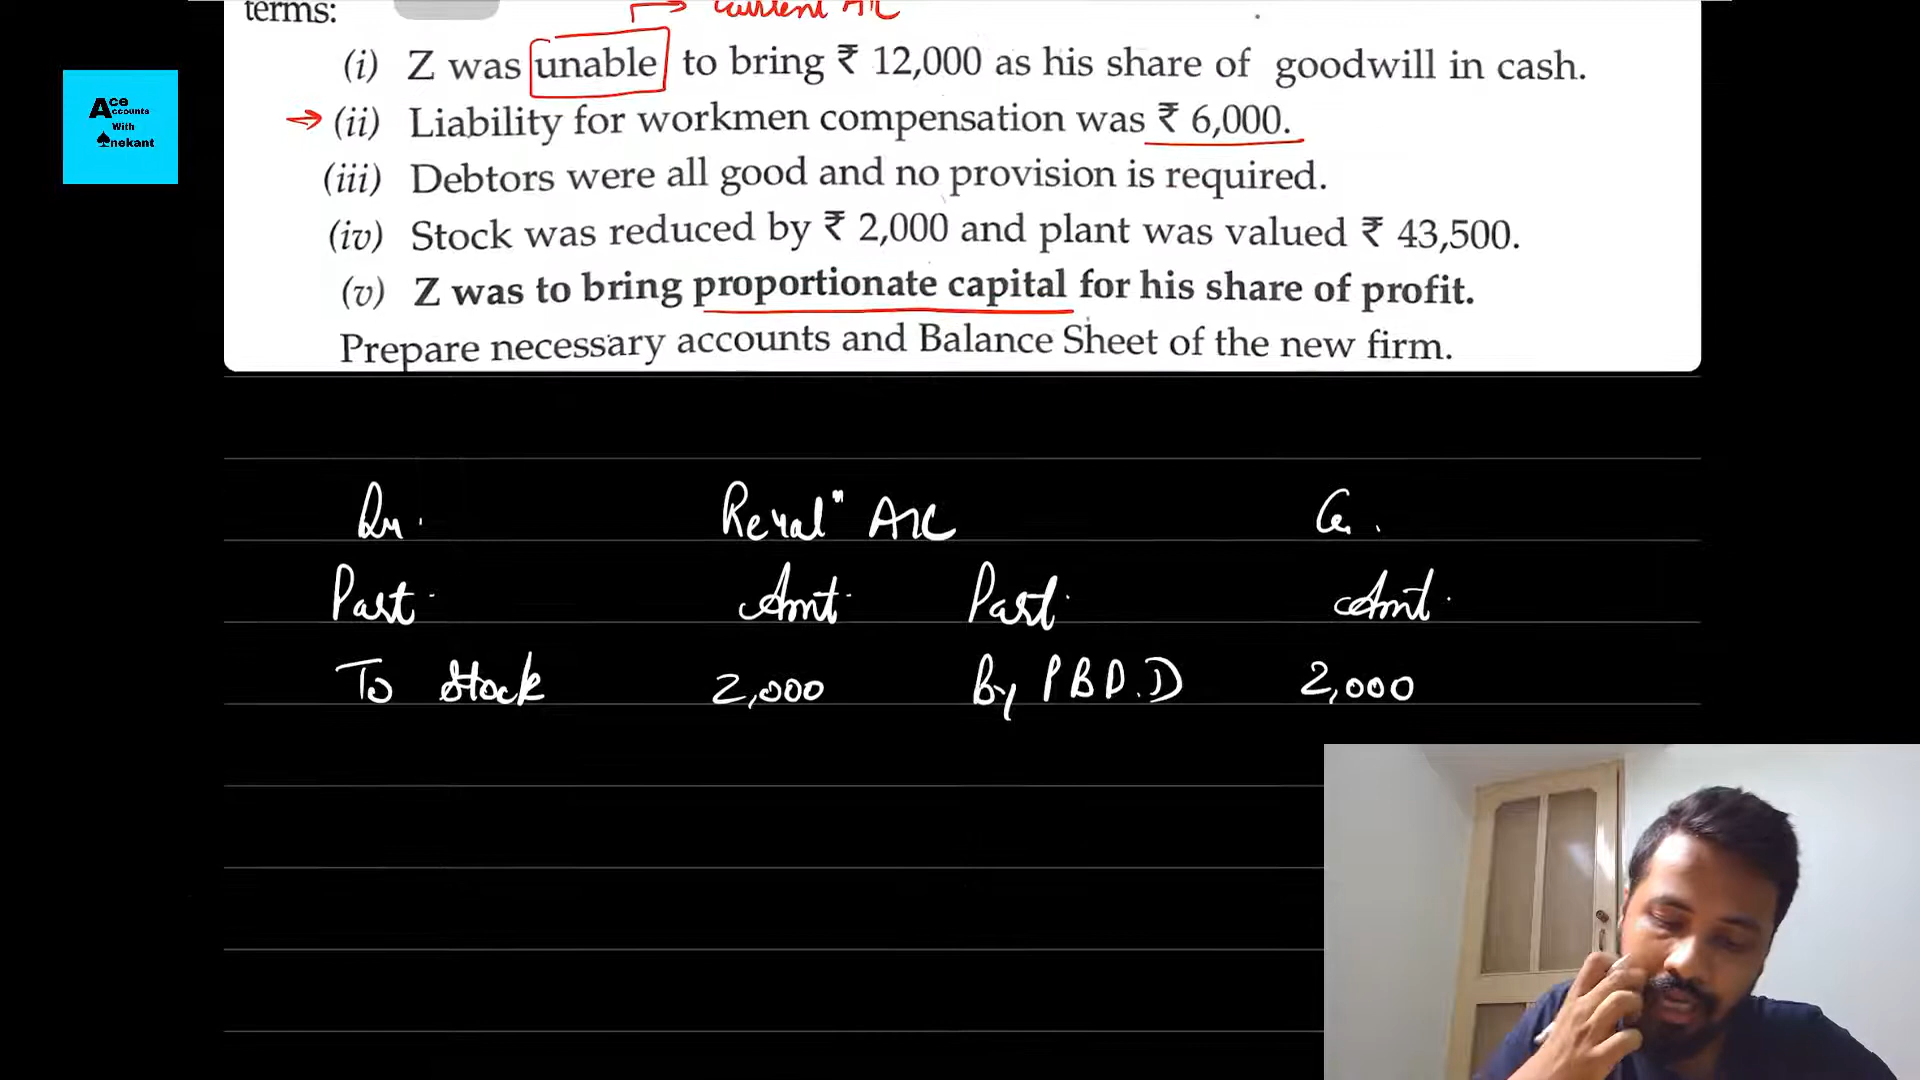 terms:
current A/C
(i) Z was unable to bring ₹ 12,000 as his share of goodwill in cash.
Ace
Accounts
With
Anekant
→ (ii) Liability for workmen compensation was ₹ 6,000.
(iii) Debtors were all good and no provision is required.
(iv) Stock was reduced by ₹ 2,000 and plant was valued ₹ 43,500.
(v) Z was to bring proportionate capital for his share of profit.
Prepare necessary accounts and Balance Sheet of the new firm.
Dr. Reval" A/C Cr.
Part. Amt. Part. Amt.
To Stock 2,000 By P B D.D 2,000